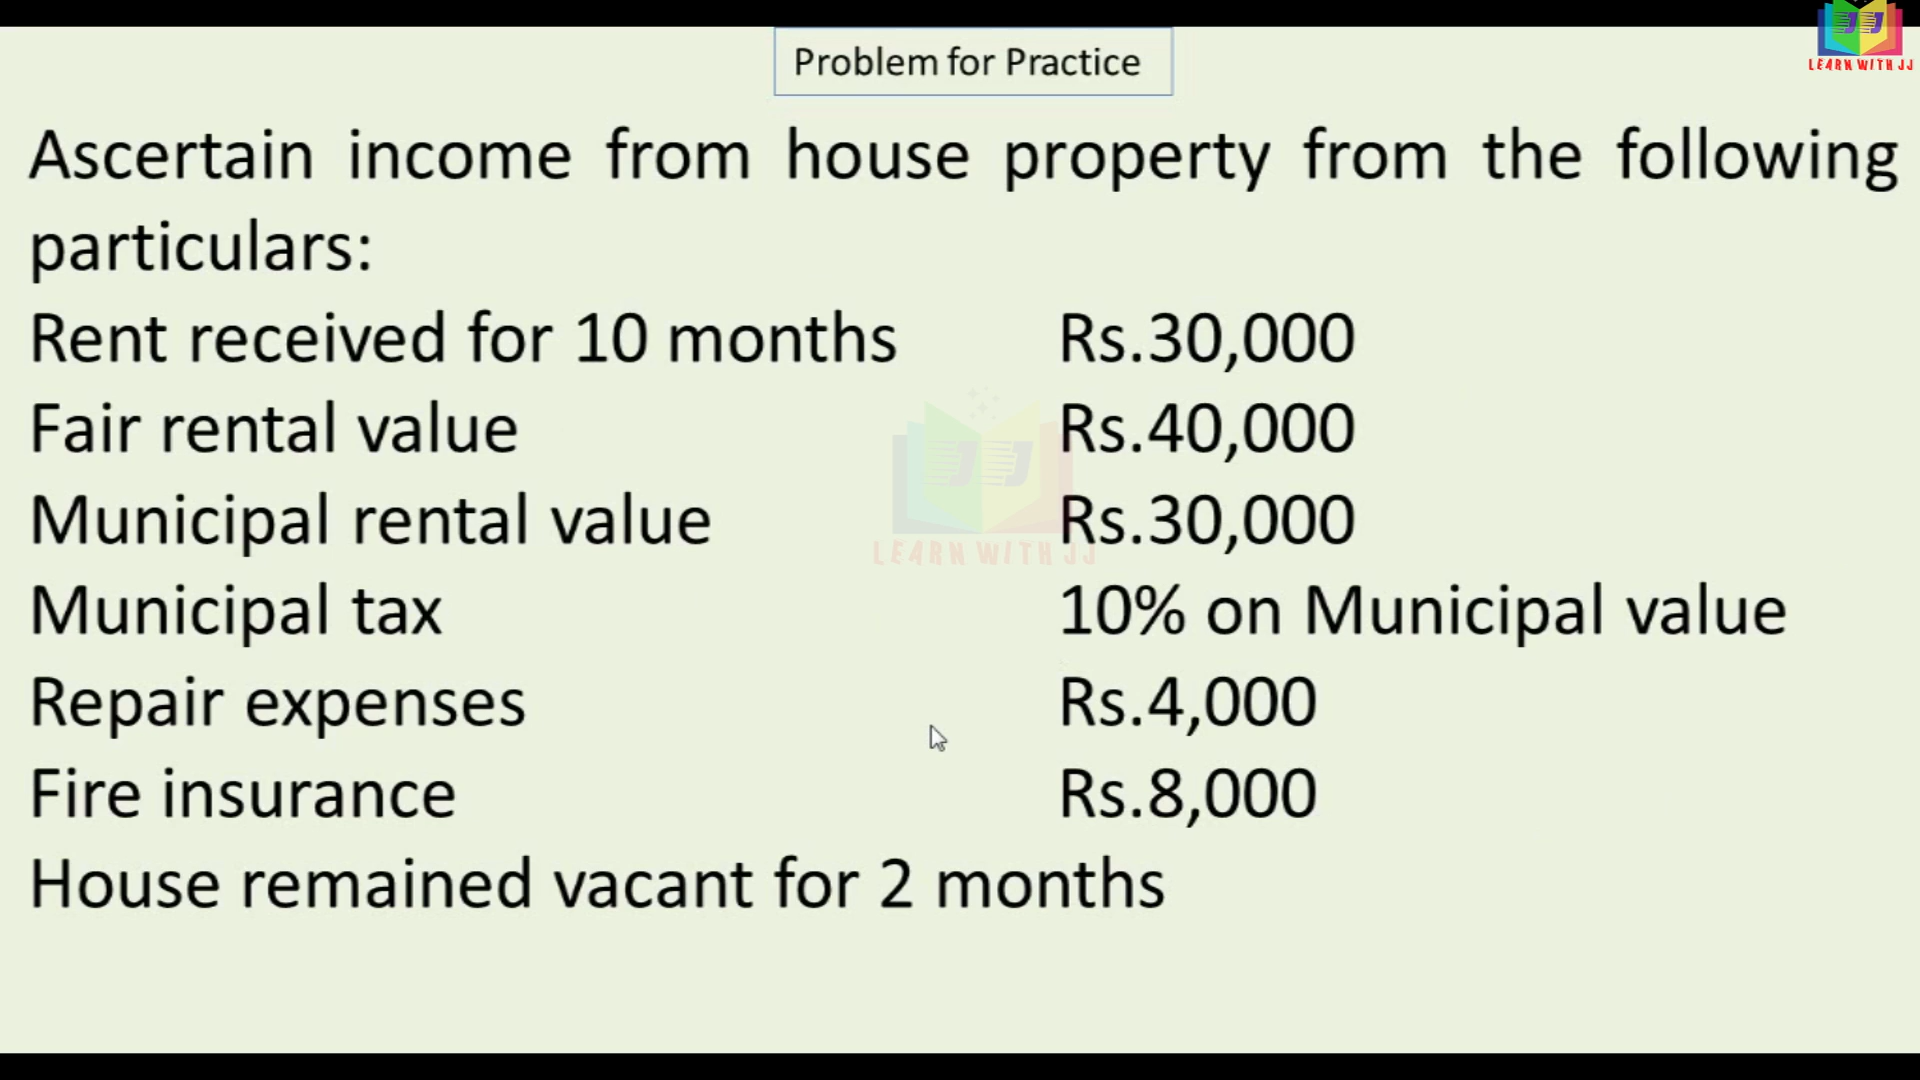 JJ
LEARN WITH JJ
Problem for Practice
Ascertain income from house property from the following
particulars:
Rent received for 10 months Rs.30,000
Fair rental value Rs.40,000
Municipal rental value Rs.30,000
Municipal tax 10% on Municipal value
Repair expenses Rs.4,000
Fire insurance Rs.8,000
House remained vacant for 2 months
JJ
LEARN WITH JJ